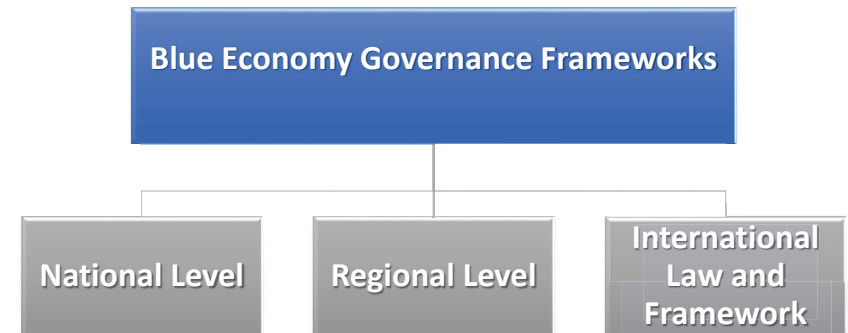 Blue Economy Governance Frameworks
National Level
Regional Level
International
Law and
Framework